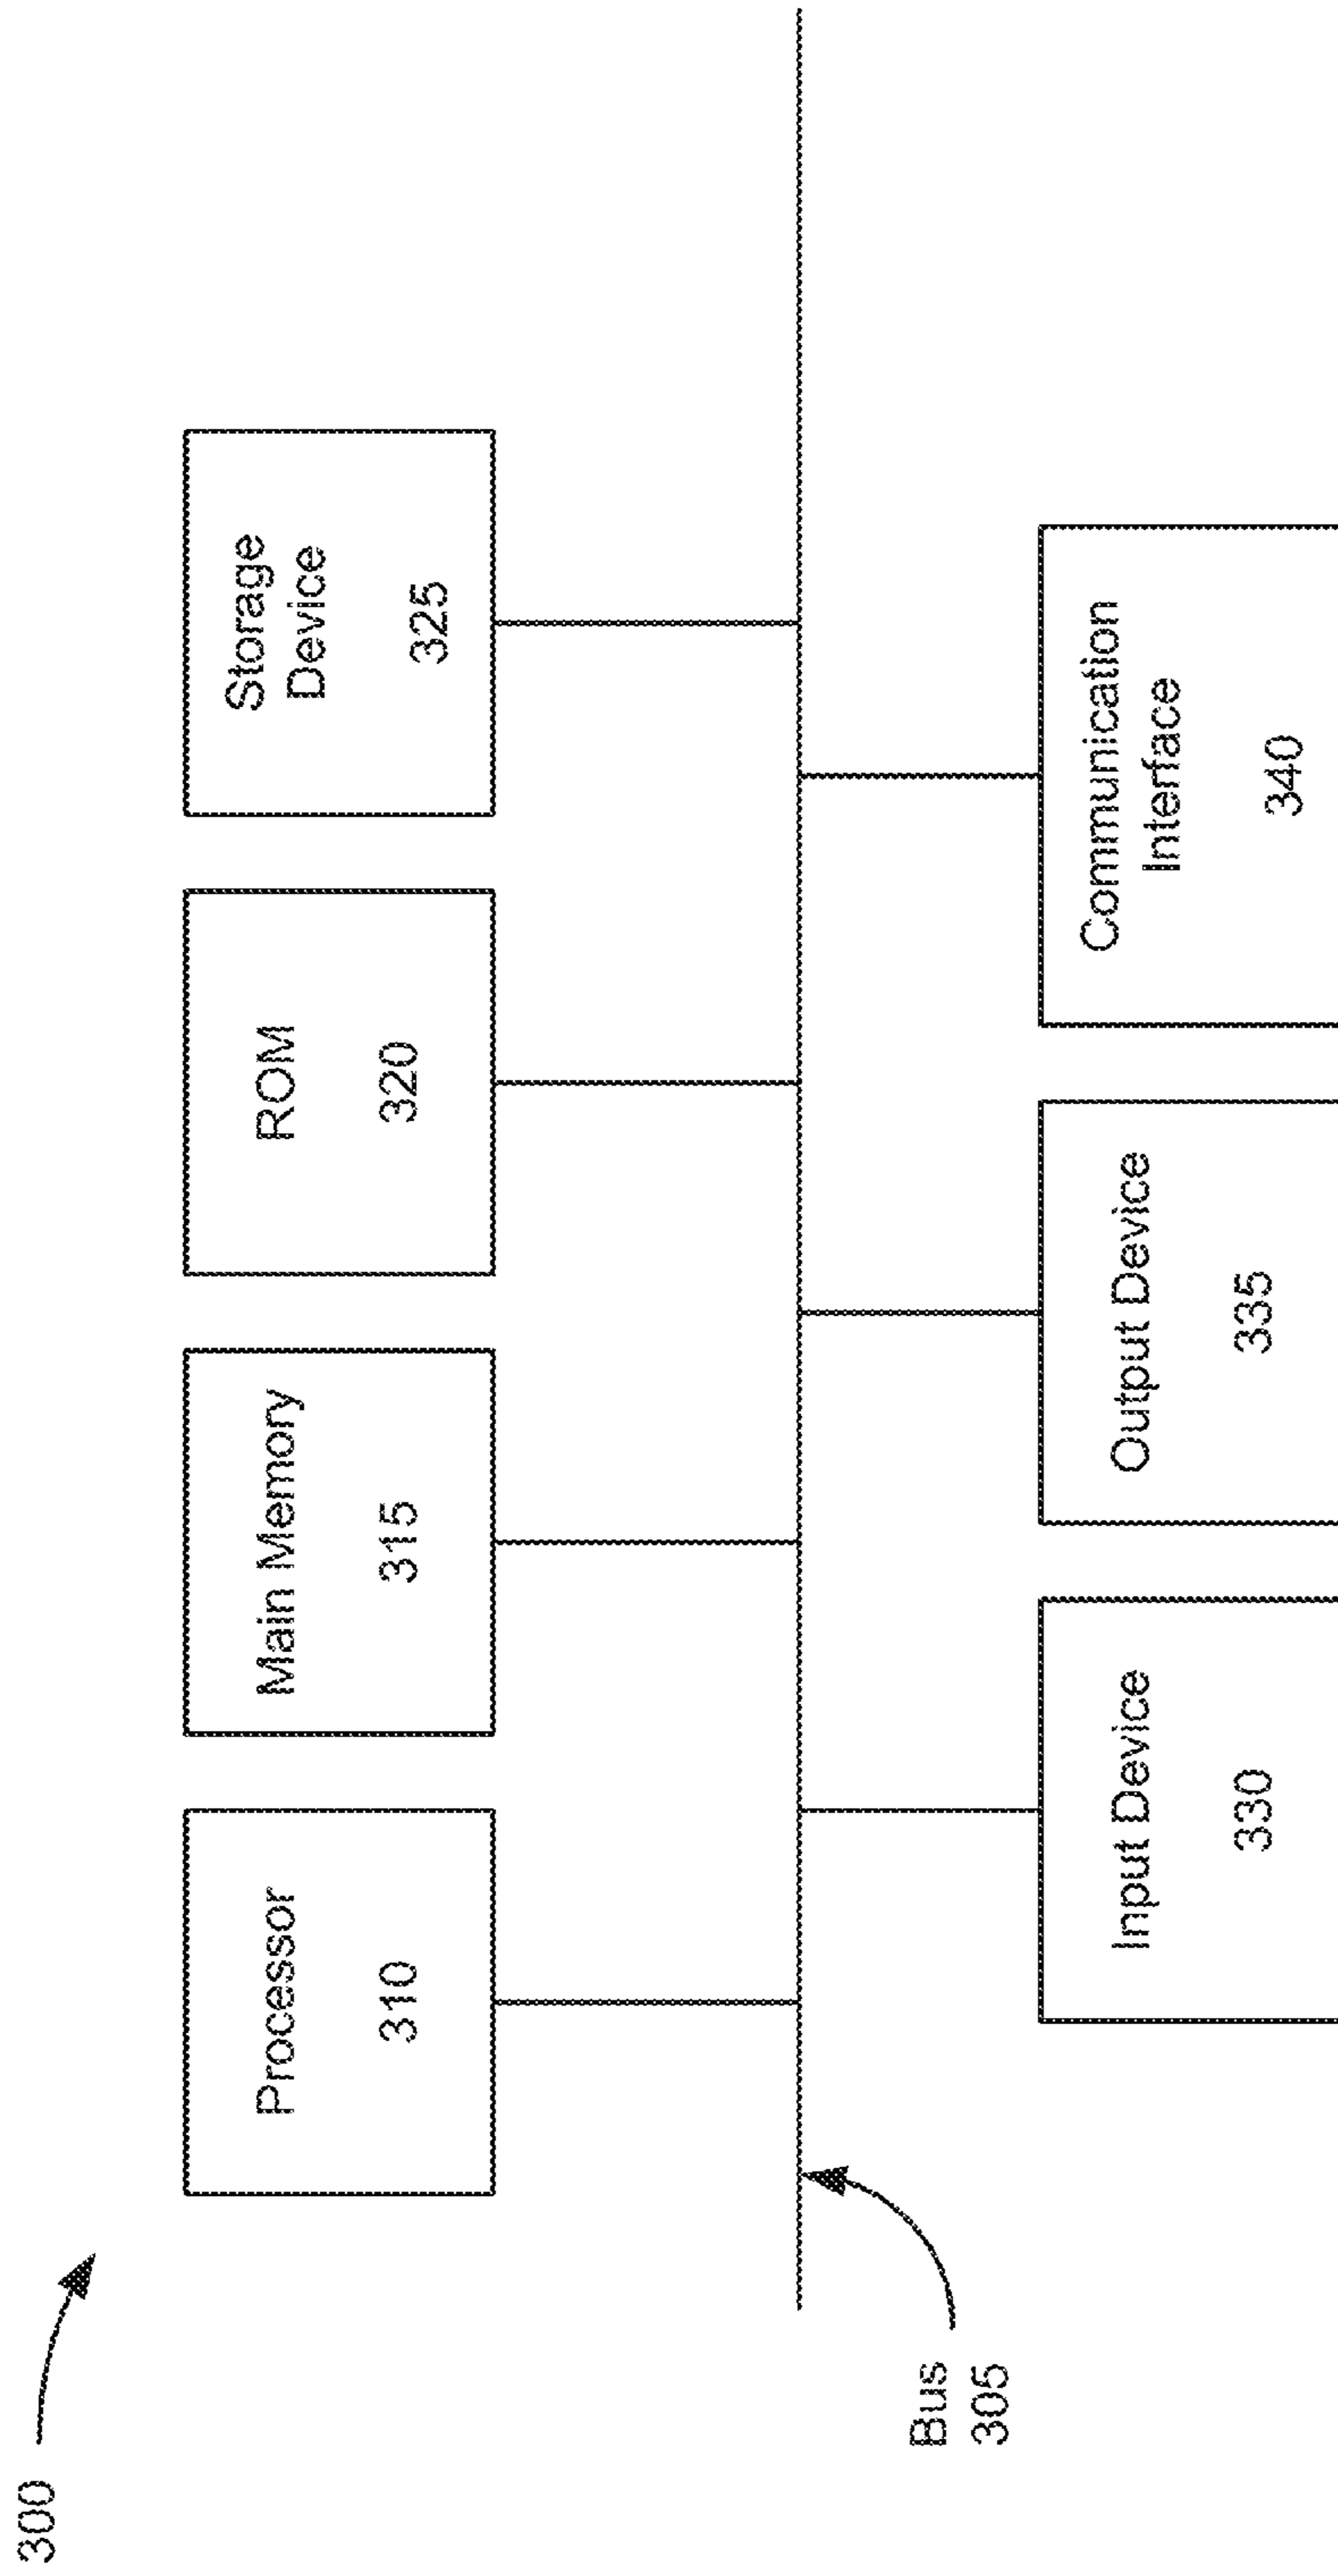 300
Processor
310
Main Memory
315
ROM
320
Storage
Device
325
Bus
305
Input Device
330
Output Device
335
Communication
Interface
340